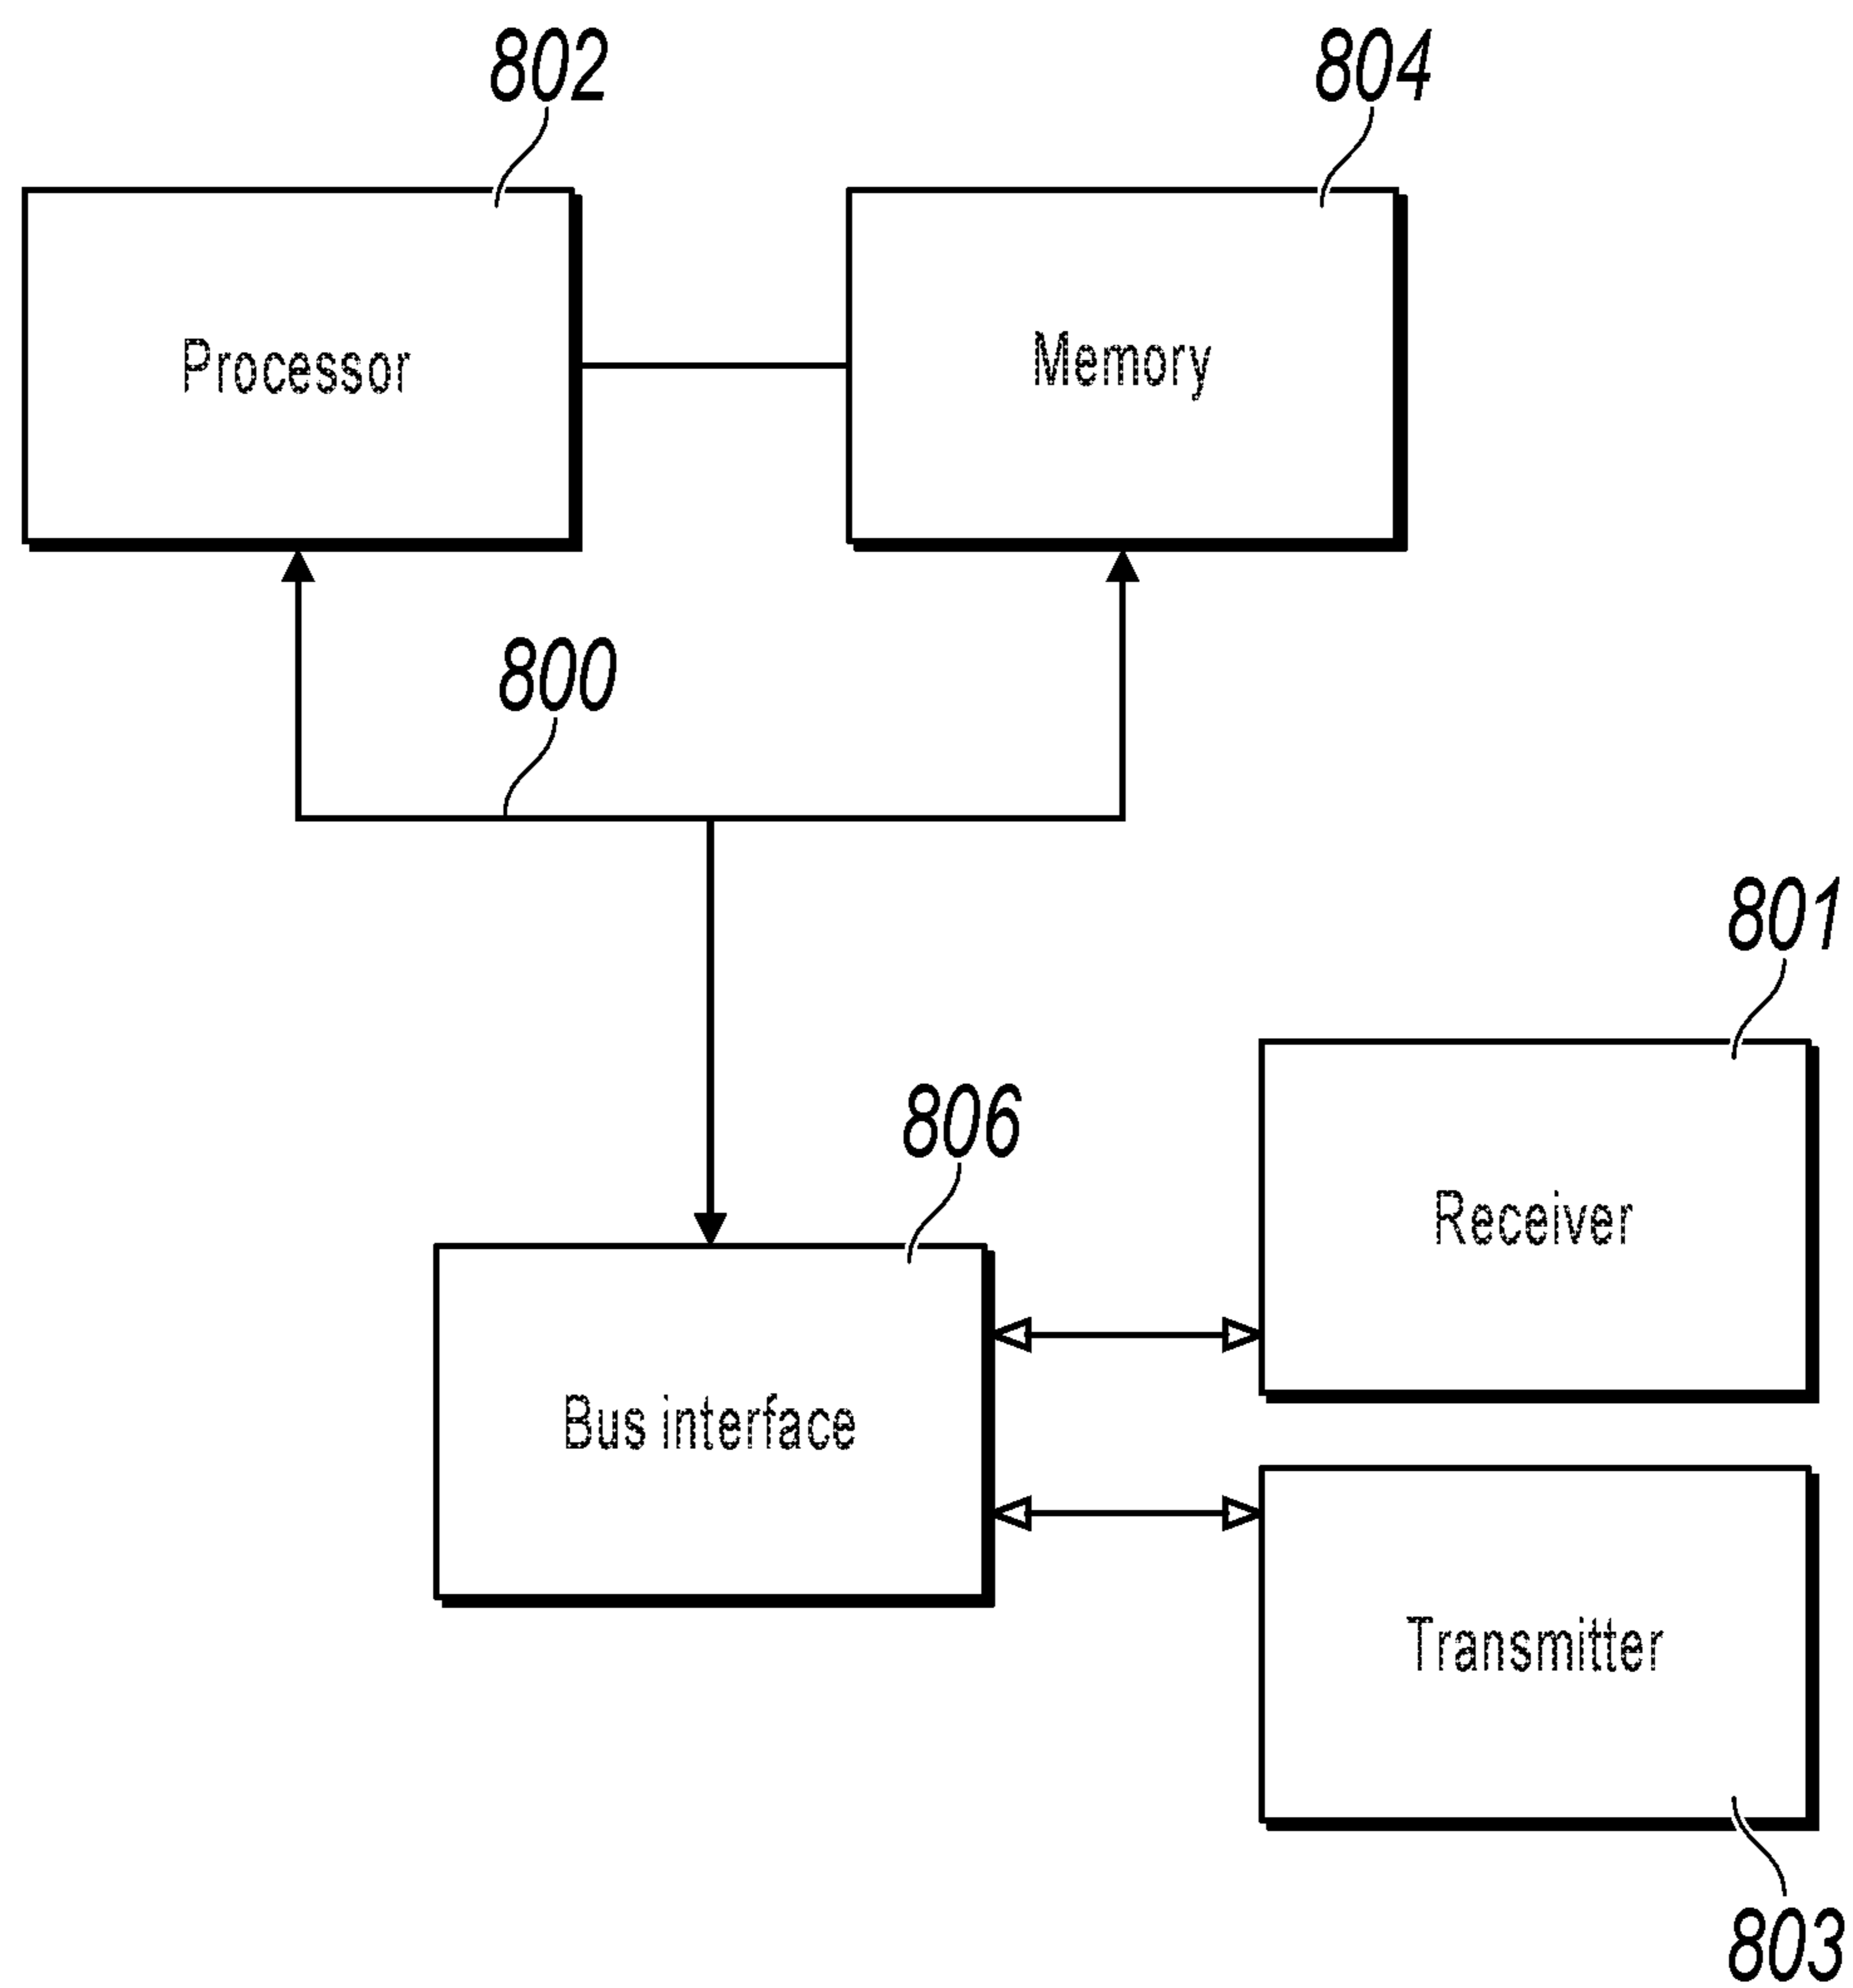 802
804
Processor
Memory
800
801
806
Receiver
Bus interface
Transmitter
803